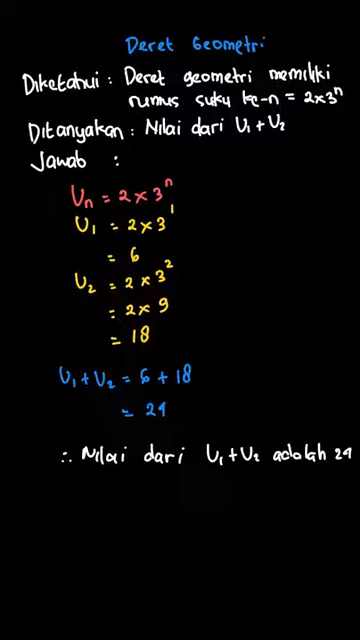 Deret Geometri
Diketahui : Deret geometri memiliki
rumus suku ke-n = 2 × 3ⁿ
Ditanyakan : Nilai dari U₁ + U₂
Jawab :
Uₙ = 2 × 3ⁿ
U₁ = 2 × 3¹
= 6
U₂ = 2 × 3²
= 2 × 9
= 18
U₁ + U₂ = 6 + 18
= 24
∴ Nilai dari U₁ + U₂ adalah 24